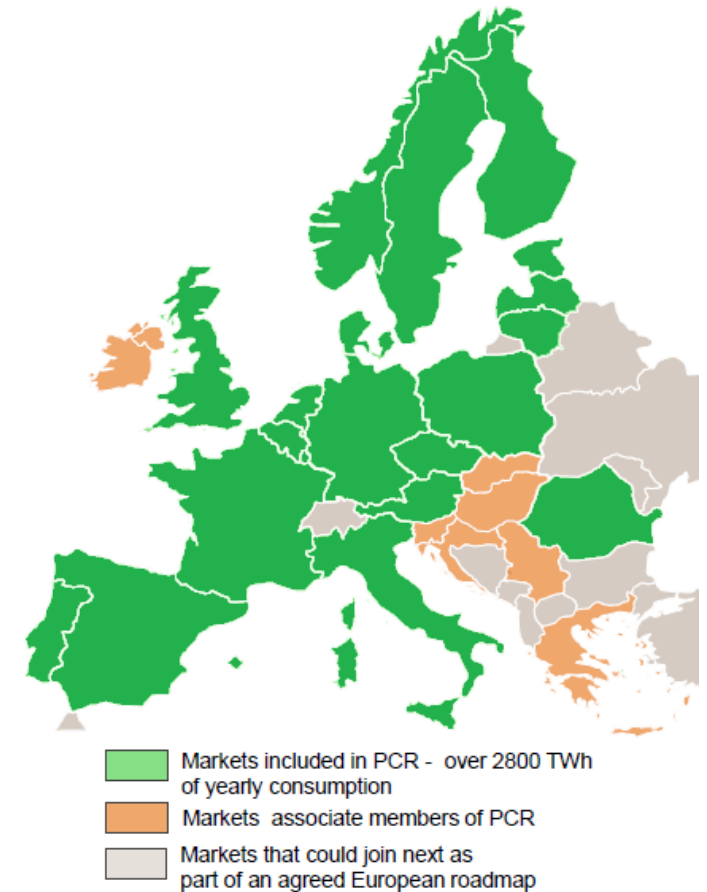 Markets included in PCR - over 2800 TWh
of yearly consumption
Markets associate members of PCR
Markets that could join next as
part of an agreed European roadmap